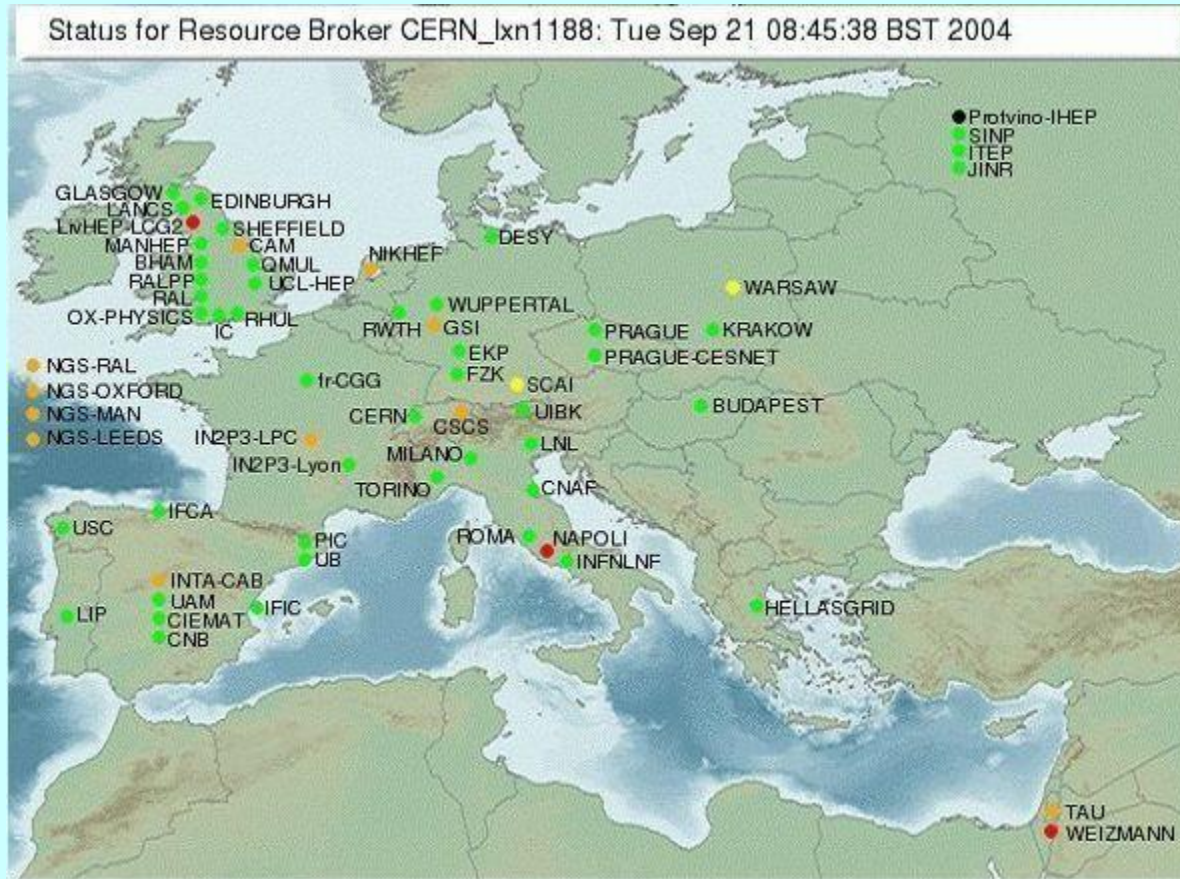 Status for Resource Broker CERN_lxn1188: Tue Sep 21 08:45:38 BST 2004
Protvino-IHEP
SINP
ITEP
JINR
GLASGOW
EDINBURGH
LANCS
LivHEP-LCG2
SHEFFIELD
MANHEP
CAM
BHAM
QMUL
RALPP
UCL-HEP
RAL
OX-PHYSICS
IC
RHUL
NIKHEF
DESY
WARSAW
WUPPERTAL
RWTH
GSI
PRAGUE
KRAKOW
EKP
PRAGUE-CESNET
NGS-RAL
NGS-OXFORD
NGS-MAN
NGS-LEEDS
fr-CGG
FZK
SCAI
CERN
CSCS
UIBK
BUDAPEST
IN2P3-LPC
LNL
MILANO
IN2P3-Lyon
TORINO
CNAF
IFCA
USC
PIC
UB
ROMA
NAPOLI
INFNLNF
INTA-CAB
UAM
IFIC
LIP
CIEMAT
CNB
HELLASGRID
TAU
WEIZMANN